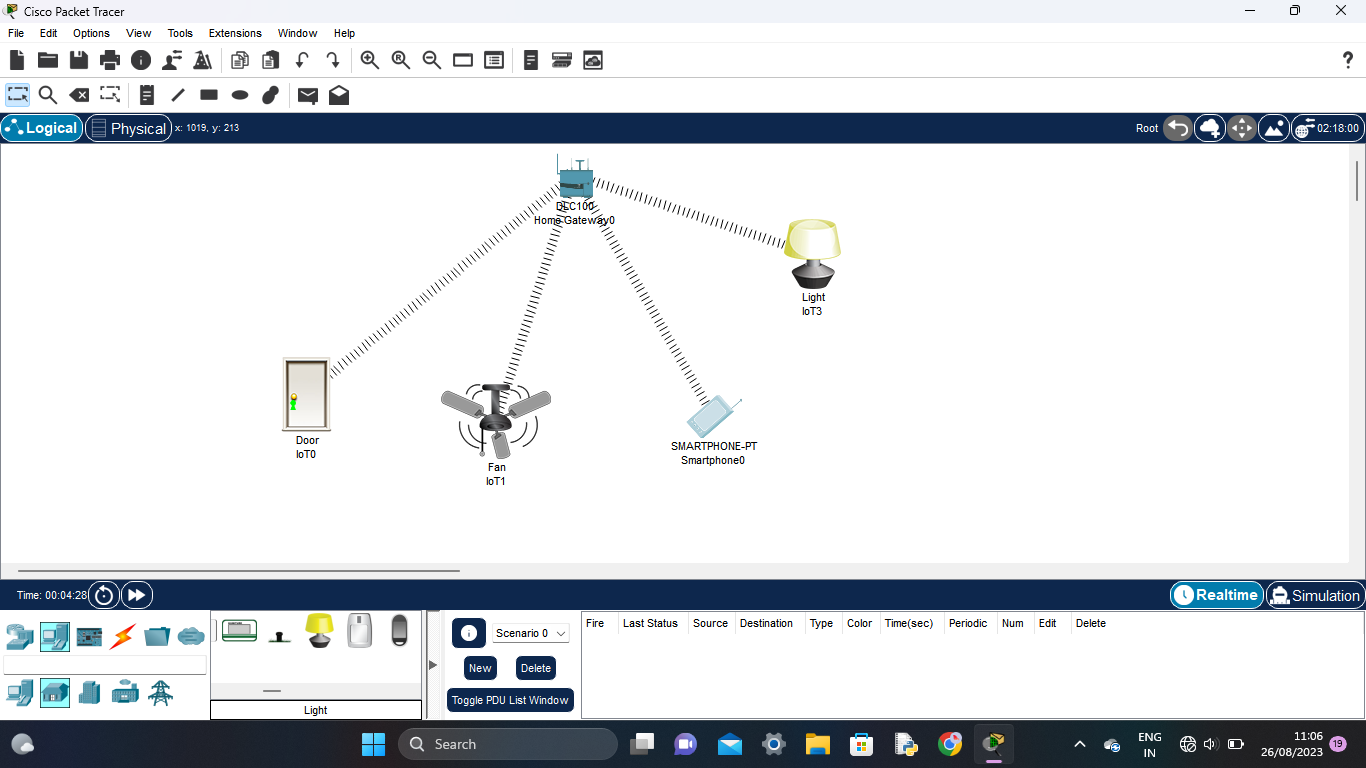 Cisco Packet Tracer
File Edit Options View Tools Extensions Window Help
?
Logical Physical x: 1019, y: 213 Root 02:18:00
DLC100
Home Gateway0
Light
IoT3
Door
IoT0
Fan
IoT1
SMARTPHONE-PT
Smartphone0
Time: 00:04:28 Realtime Simulation
Scenario 0
New Delete
Toggle PDU List Window
Fire Last Status Source Destination Type Color Time(sec) Periodic Num Edit Delete
Light
Search
ENG
IN
11:06
26/08/2023
19